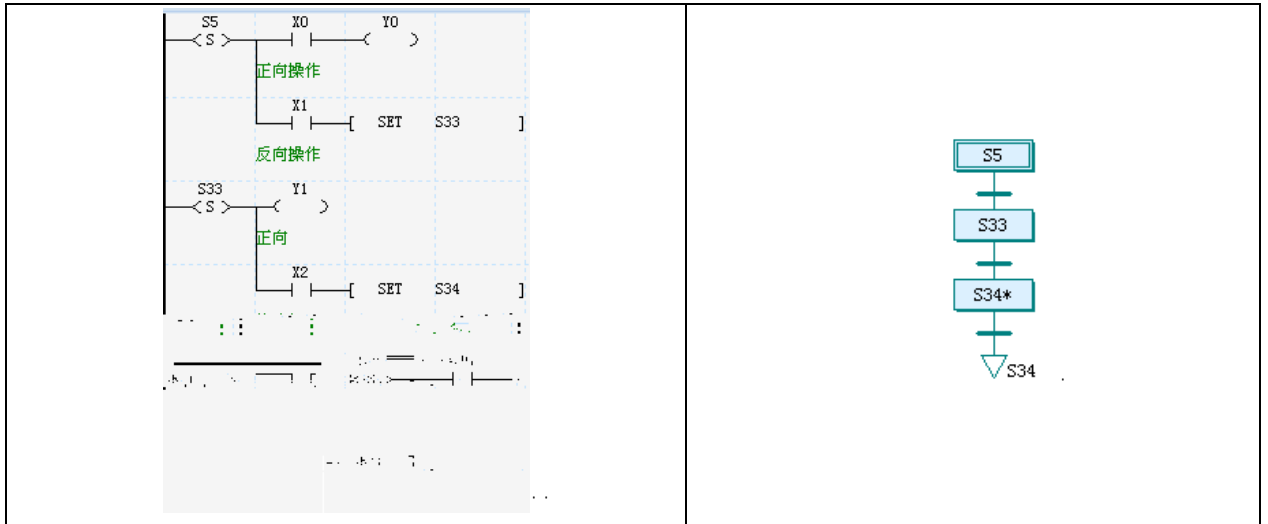 S5 X0 Y0
S
正向操作
X1
SET S33
反向操作
S33 Y1
S
正向
X2
SET S34
S5
S33
S34*
S34